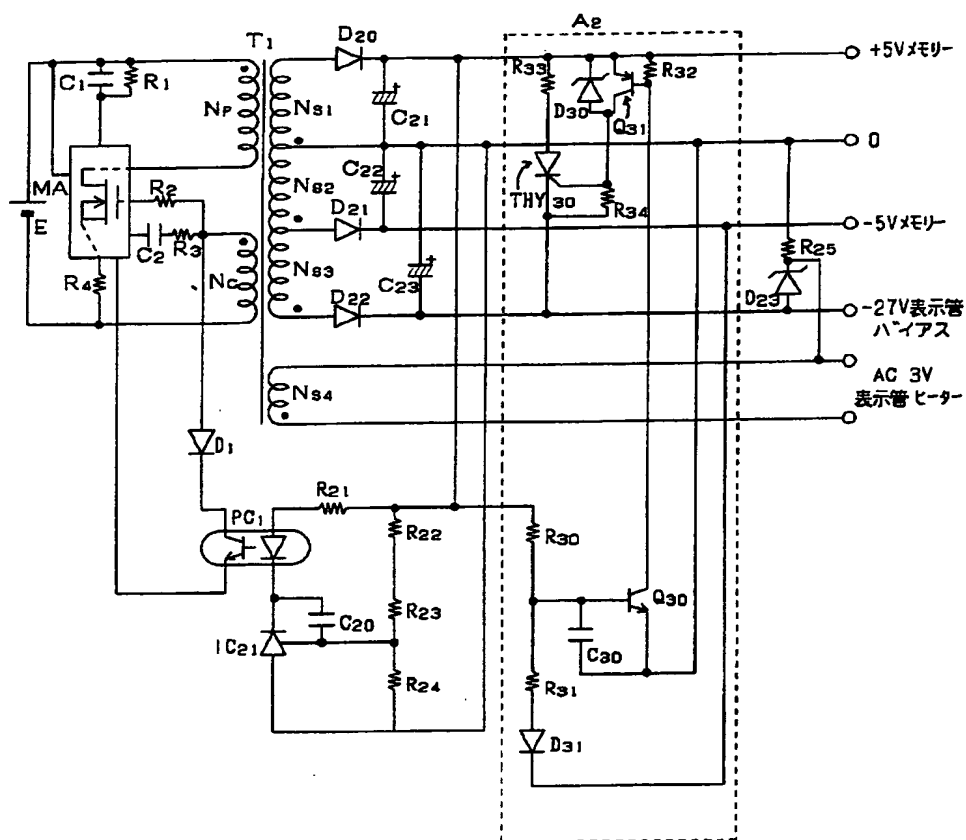 A2
T1
D20
+5Vメモリー
C1
R1
NP
NS1
C21
R33
D30
Q31
R32
0
MA
E
R2
C2
R3
R4
NC
NS2
C22
D21
THY30
R34
-5Vメモリー
NS3
C23
D22
R25
D23
-27V表示管
バイアス
NS4
AC 3V
表示管 ヒーター
D1
R21
PC1
R22
R30
C20
R23
Q30
IC21
C30
R24
R31
D31